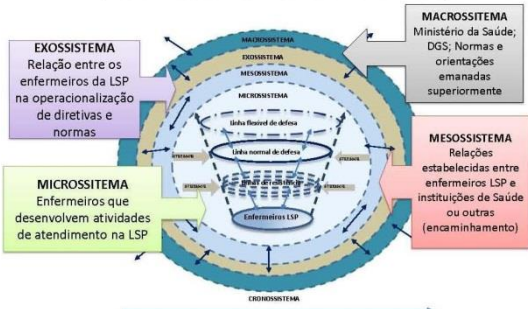 MACROSSITEMA
Ministério da Saúde;
DGS; Normas e
orientações
emanadas
superiormente
EXOSSISTEMA
Relação entre os
enfermeiros da LSP
na operacionalização
de diretivas e
normas
MACROSSISTEMA
EXOSSISTEMA
MESOSSISTEMA
MICROSSISTEMA
Linha flexível de defesa
Linha normal de defesa
Enfermeiros LSP
MESOSSISTEMA
Relações
estabelecidas entre
enfermeiros LSP e
instituições de Saúde
ou outras
(encaminhamento)
MICROSSITEMA
Enfermeiros que
desenvolvem atividades
de atendimento na LSP
CRONOSSISTEMA